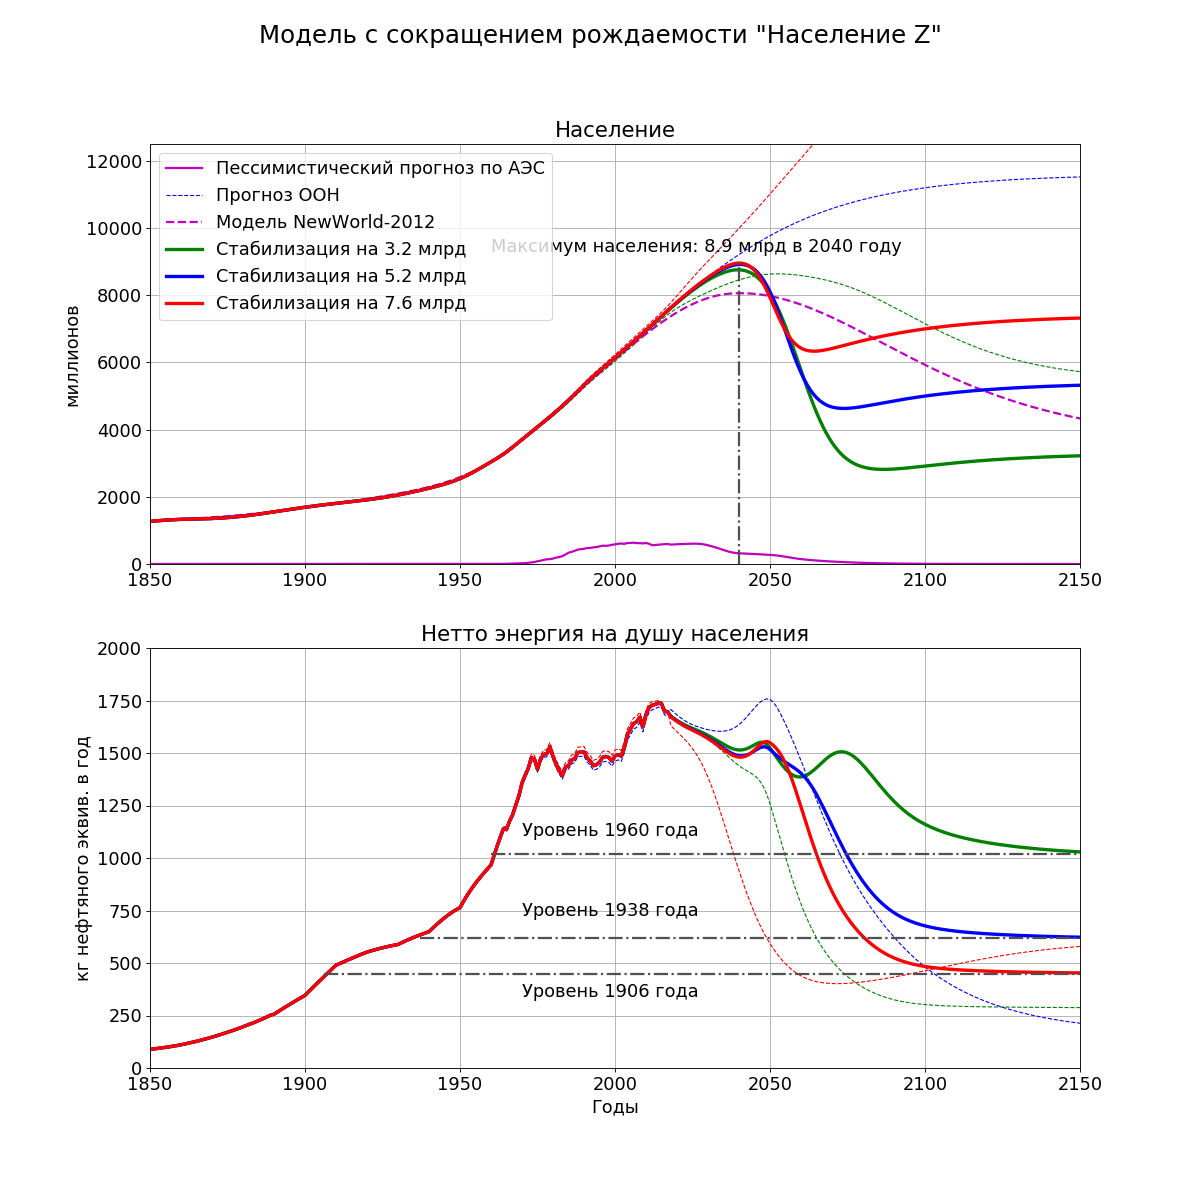 Модель с сокращением рождаемости "Население Z"
Население
12000
10000
8000
6000
4000
2000
0
миллионов
Пессимистический прогноз по АЭС
Прогноз ООН
Модель NewWorld-2012
Стабилизация на 3.2 млрд
Стабилизация на 5.2 млрд
Стабилизация на 7.6 млрд
Максимум населения: 8.9 млрд в 2040 году
1850 1900 1950 2000 2050 2100 2150
Нетто энергия на душу населения
2000
1750
1500
1250
1000
750
500
250
0
кг нефтяного эквив. в год
Уровень 1960 года
Уровень 1938 года
Уровень 1906 года
1850 1900 1950 2000 2050 2100 2150
Годы